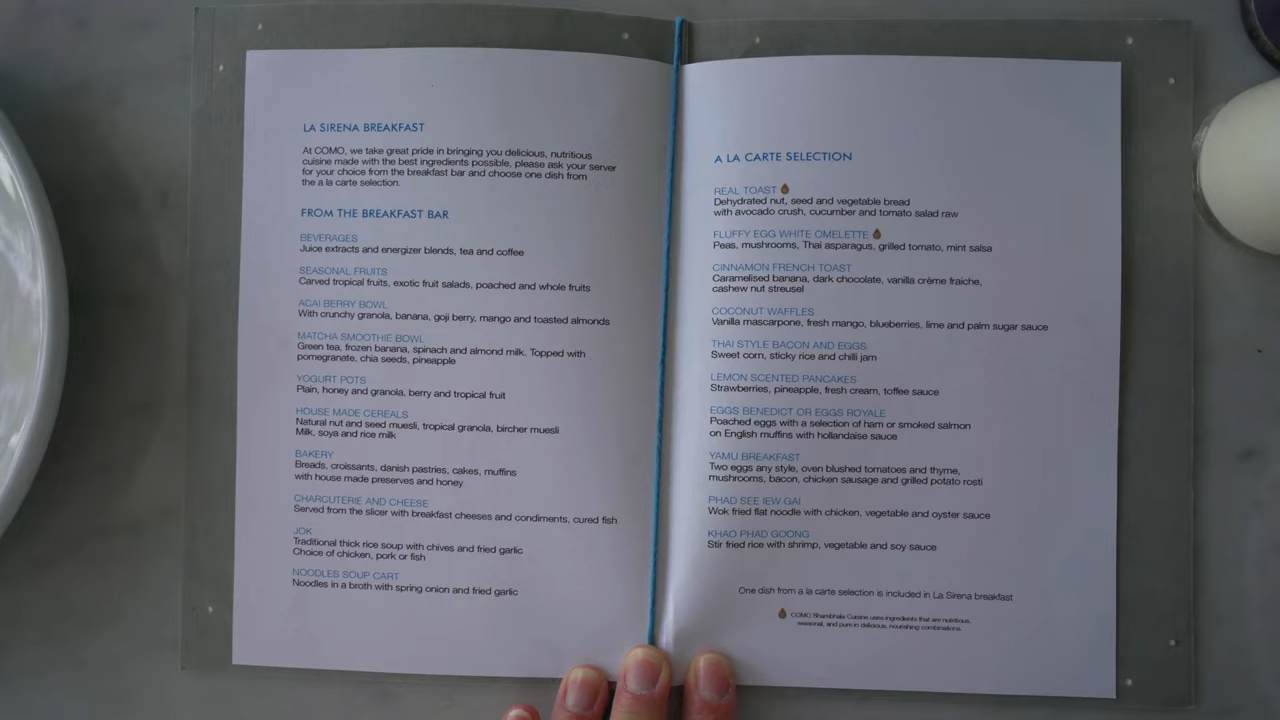 LA SIRENA BREAKFAST
At COMO, we take great pride in bringing you delicious, nutritious
cuisine made with the best ingredients possible, please ask your server
for your choice from the breakfast bar and choose one dish from
the a la carte selection.
FROM THE BREAKFAST BAR
BEVERAGES
Juice extracts and energizer blends, tea and coffee
SEASONAL FRUITS
Carved tropical fruits, exotic fruit salads, poached and whole fruits
ACAI BERRY BOWL
With crunchy granola, banana, goji berry, mango and toasted almonds
MATCHA SMOOTHIE BOWL
Green tea, frozen banana, spinach and almond milk. Topped with
pomegranate, chia seeds, pineapple
YOGURT POTS
Plain, honey and granola, berry and tropical fruit
HOUSE MADE CEREALS
Natural nut and seed muesli, tropical granola, bircher muesli
Milk, soya and rice milk
BAKERY
Breads, croissants, danish pastries, cakes, muffins
with house made preserves and honey
CHARCUTERIE AND CHEESE
Served from the slicer with breakfast cheeses and condiments, cured fish
JOK
Traditional thick rice soup with chives and fried garlic
Choice of chicken, pork or fish
NOODLES SOUP CART
Noodles in a broth with spring onion and fried garlic
A LA CARTE SELECTION
REAL TOAST
Dehydrated nut, seed and vegetable bread
with avocado crush, cucumber and tomato salad raw
FLUFFY EGG WHITE OMELETTE
Peas, mushrooms, Thai asparagus, grilled tomato, mint salsa
CINNAMON FRENCH TOAST
Caramelised banana, dark chocolate, vanilla crème fraiche,
cashew nut streusel
COCONUT WAFFLES
Vanilla mascarpone, fresh mango, blueberries, lime and palm sugar sauce
THAI STYLE BACON AND EGGS
Sweet corn, sticky rice and chilli jam
LEMON SCENTED PANCAKES
Strawberries, pineapple, fresh cream, toffee sauce
EGGS BENEDICT OR EGGS ROYALE
Poached eggs with a selection of ham or smoked salmon
on English muffins with hollandaise sauce
YAMU BREAKFAST
Two eggs any style, oven blushed tomatoes and thyme,
mushrooms, bacon, chicken sausage and grilled potato rosti
PHAD SEE IEW GAI
Wok fried flat noodle with chicken, vegetable and oyster sauce
KHAO PHAD GOONG
Stir fried rice with shrimp, vegetable and soy sauce
One dish from a la carte selection is included in La Sirena breakfast
COMO Shambhala Cuisine uses ingredients that are nutritious,
seasonal, and pure in delicious, nourishing combinations.